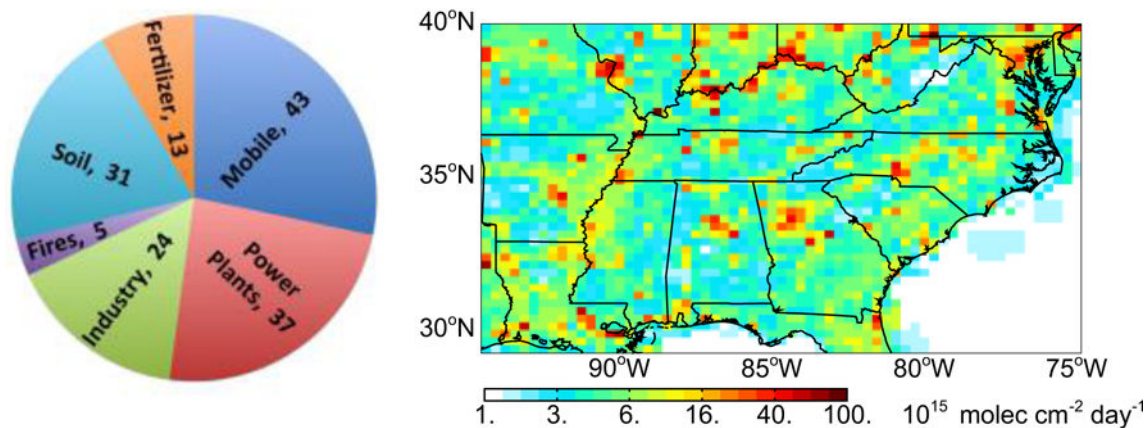 Fertilizer, 13
Mobile, 43
Soil, 31
Fires, 5
Industry, 24
Power
Plants, 37
40°N
35°N
30°N
90°W 85°W 80°W 75°W
1. 3. 6. 16. 40. 100. 10¹⁵ molec cm⁻² day⁻¹